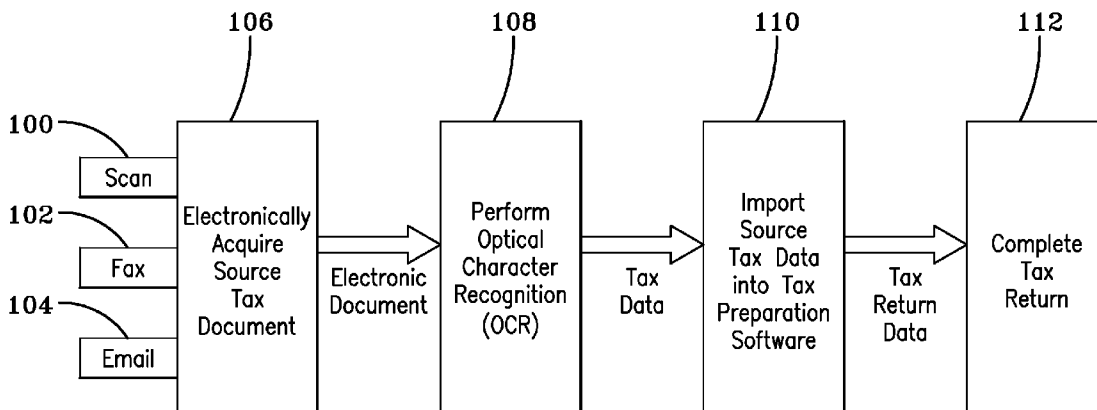 106
108
110
112
100
Scan
102
Fax
104
Email
Electronically
Acquire
Source
Tax
Document
Electronic
Document
Perform
Optical
Character
Recognition
(OCR)
Tax
Data
Import
Source
Tax Data
into Tax
Preparation
Software
Tax
Return
Data
Complete
Tax
Return